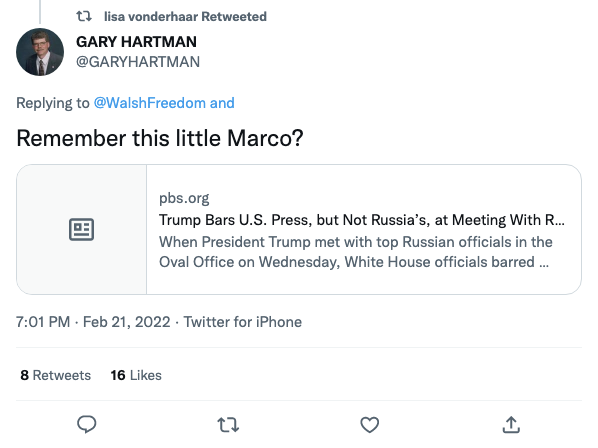 lisa vonderhaar Retweeted
GARY HARTMAN
@GARYHARTMAN
Replying to @WalshFreedom and
Remember this little Marco?
pbs.org
Trump Bars U.S. Press, but Not Russia’s, at Meeting With R...
When President Trump met with top Russian officials in the
Oval Office on Wednesday, White House officials barred ...
7:01 PM · Feb 21, 2022 · Twitter for iPhone
8 Retweets 16 Likes